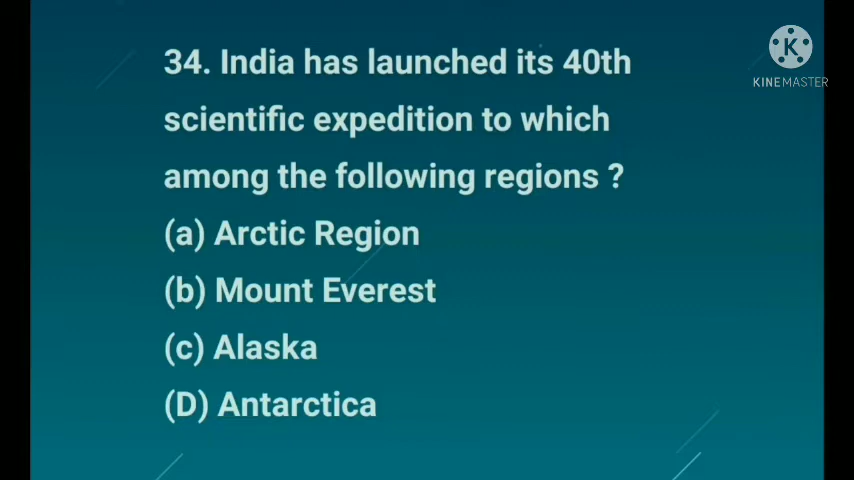 34. India has launched its 40th
scientific expedition to which
among the following regions ?
(a) Arctic Region
(b) Mount Everest
(c) Alaska
(D) Antarctica
K
KINEMASTER